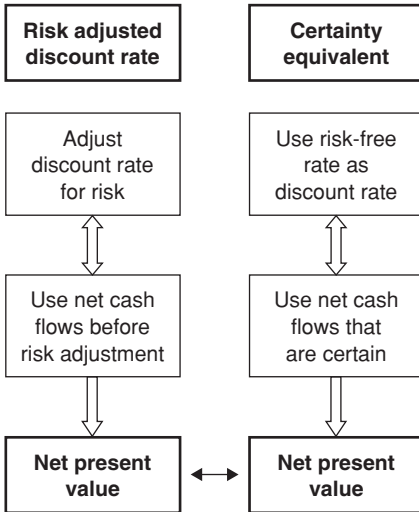 Risk adjusted
discount rate
Certainty
equivalent
Adjust
discount rate
for risk
Use risk-free
rate as
discount rate
Use net cash
flows before
risk adjustment
Use net cash
flows that
are certain
Net present
value
Net present
value